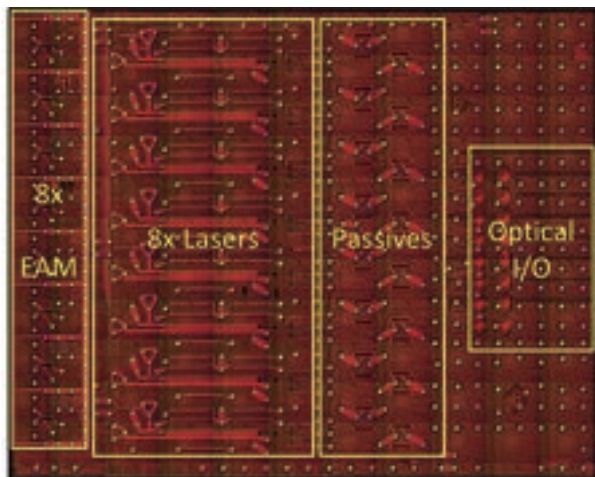 8x
EAM
8x Lasers
Passives
Optical
I/O